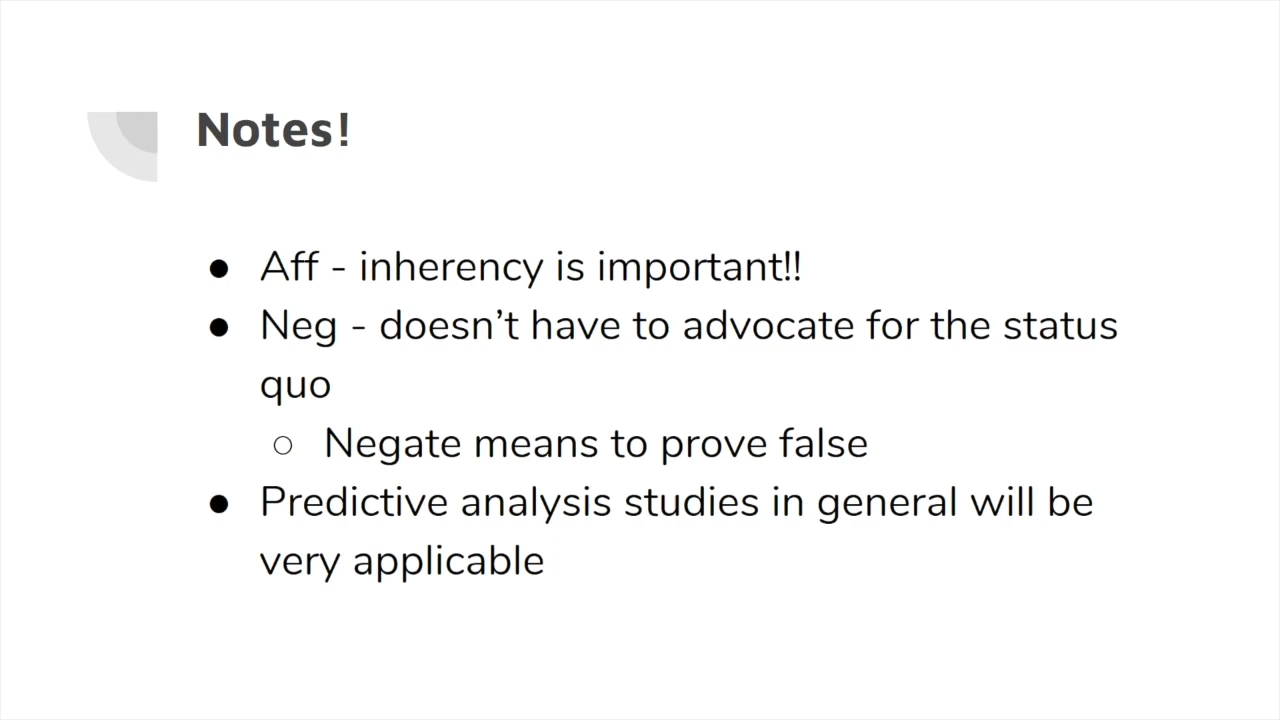 Notes!
● Aff - inherency is important!!
● Neg - doesn’t have to advocate for the status
quo
○ Negate means to prove false
● Predictive analysis studies in general will be
very applicable